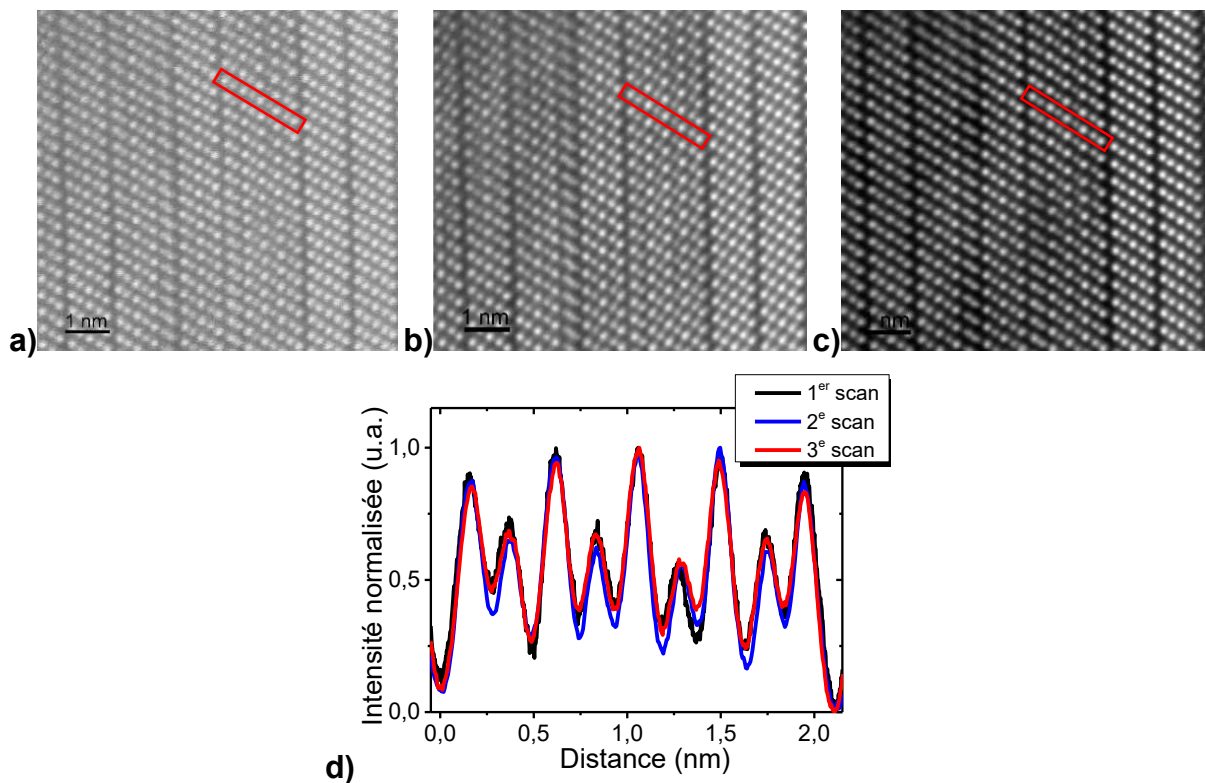 1 nm
a)
1 nm
b)
nm
c)
1er scan
2e scan
3e scan
Intensité normalisée (u.a.)
1,0
0,5
0,0
0,0
0,5
1,0
1,5
2,0
Distance (nm)
d)